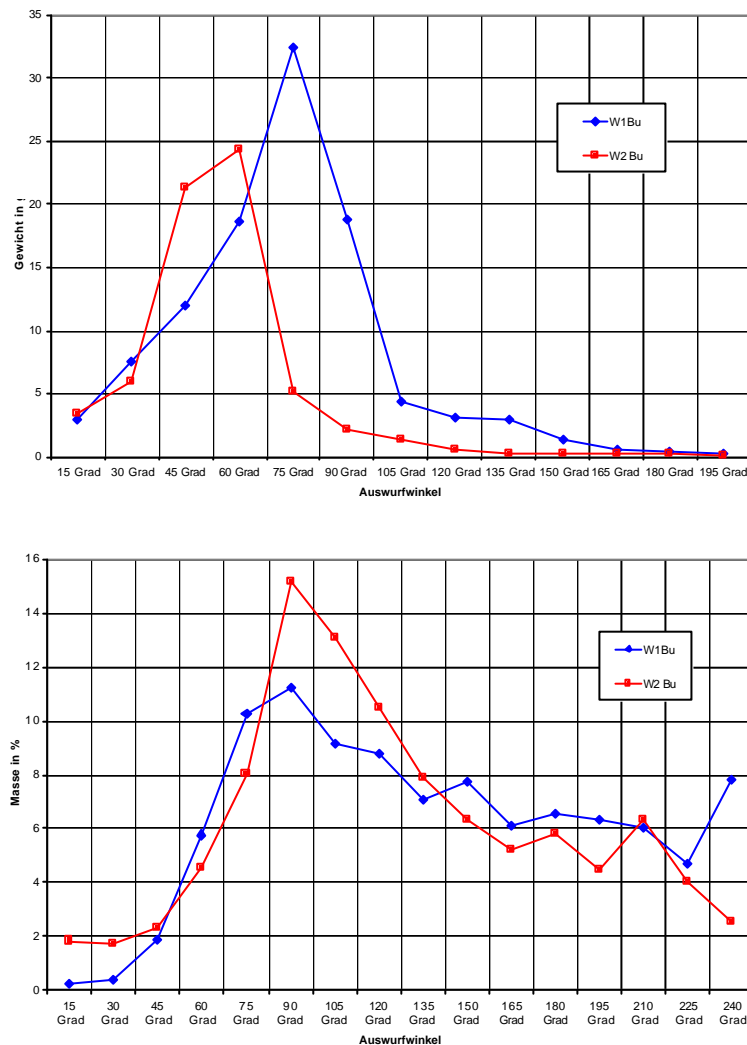 35
30
25
20
15
10
5
0
Gewicht in
W1Bu
W2 Bu
15 Grad 30 Grad 45 Grad 60 Grad 75 Grad 90 Grad 105 Grad 120 Grad 135 Grad 150 Grad 165 Grad 180 Grad 195 Grad
Auswurfwinkel
16
14
12
10
8
6
4
2
0
Masse in %
W1Bu
W2 Bu
15 30 45 60 75 90 105 120 135 150 165 180 195 210 225 240
Grad Grad Grad Grad Grad Grad Grad Grad Grad Grad Grad Grad Grad Grad Grad Grad
Auswurfwinkel